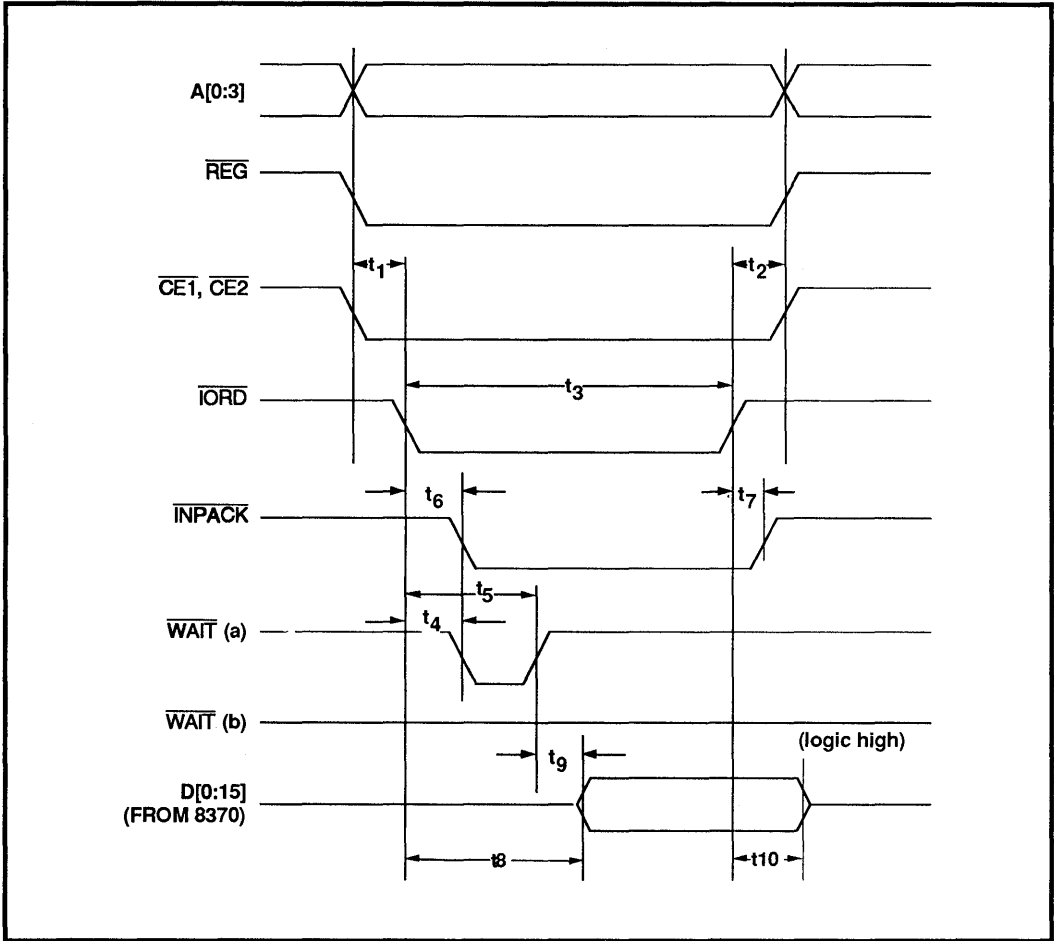 A[0:3]
REG
t1
t2
CE1, CE2
t3
IORD
t6
t7
INPACK
t5
t4
WAIT (a)
WAIT (b)
(logic high)
t9
D[0:15]
(FROM 8370)
t8
t10